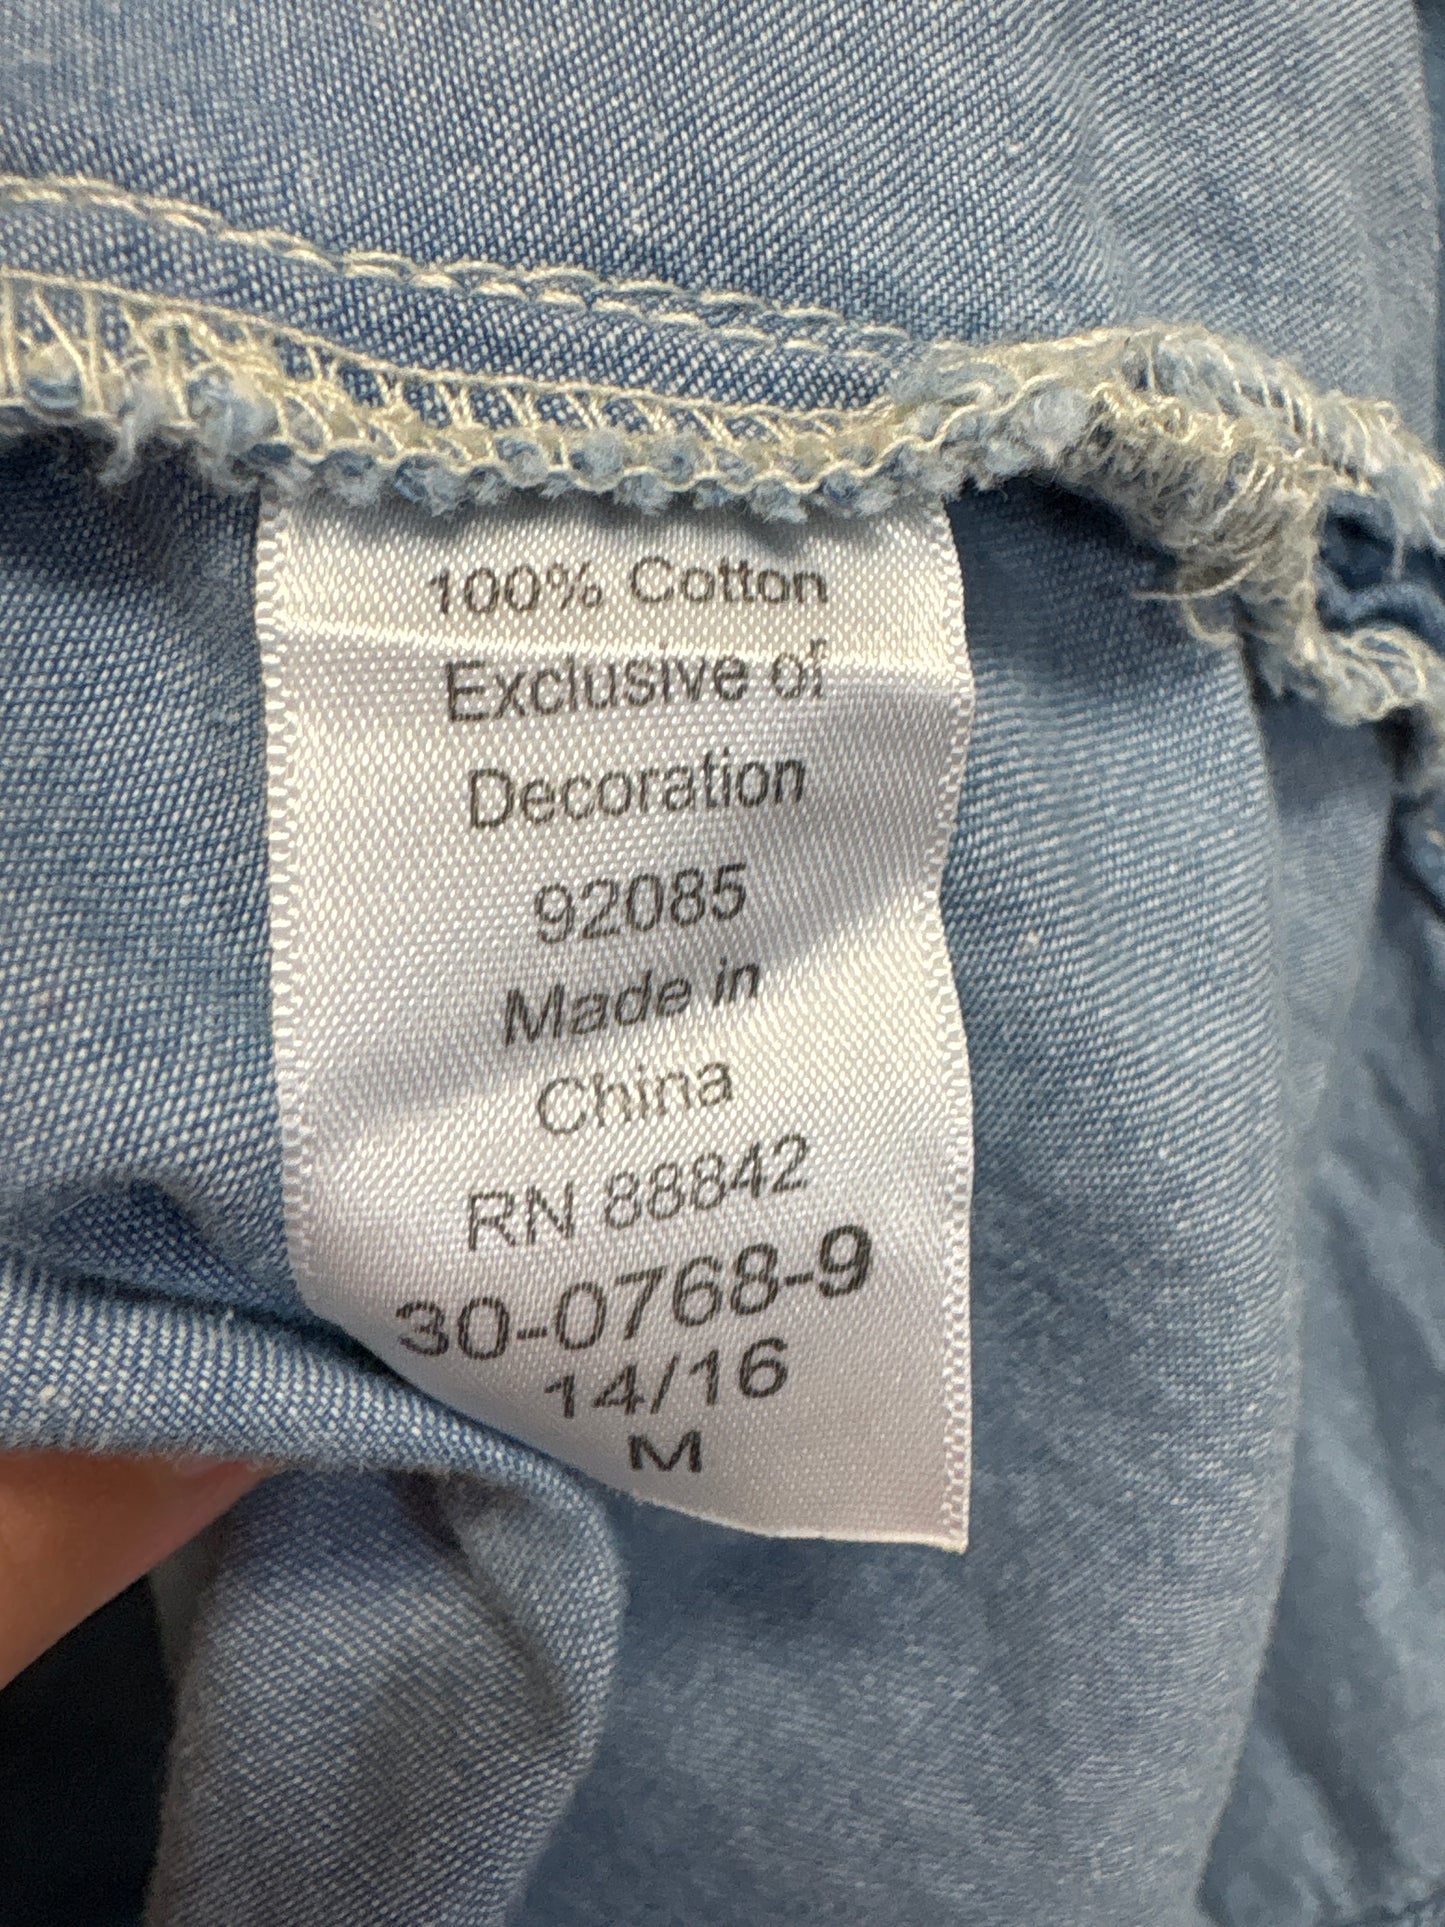 100% Cotton
Exclusive of
Decoration
92085
Made in
China
RN 88842
30-0768-9
14/16
M